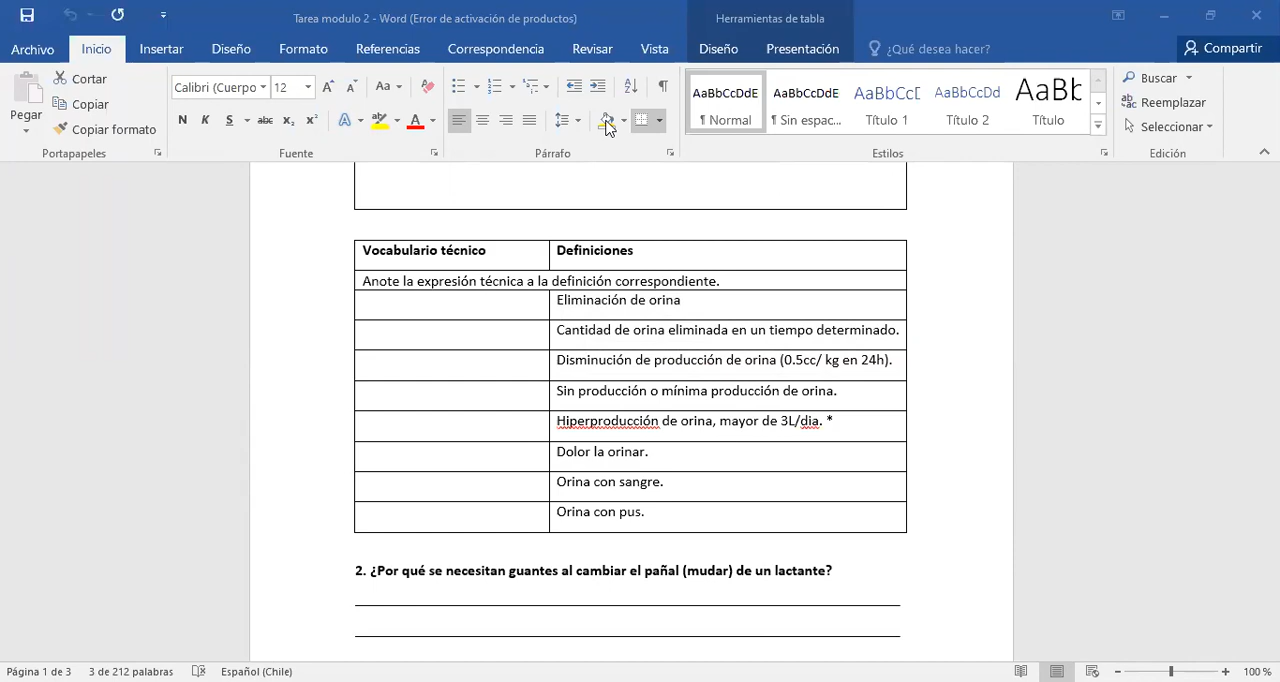 Tarea modulo 2 - Word (Error de activación de productos)
Herramientas de tabla
Archivo Inicio Insertar Diseño Formato Referencias Correspondencia Revisar Vista Diseño Presentación ¿Qué desea hacer? Compartir
Pegar
Cortar
Copiar
Copiar formato
Portapapeles
Calibri (Cuerpo 12
A A Aa
N K S abc x₂ x² A ab A
Fuente
Párrafo
AaBbCcDdE AaBbCcDdE AaBbCcD AaBbCcDd AaBb
¶ Normal ¶ Sin espac... Título 1 Título 2 Título
Estilos
Buscar
Reemplazar
Seleccionar
Edición
Vocabulario técnico Definiciones
Anote la expresión técnica a la definición correspondiente.
Eliminación de orina
Cantidad de orina eliminada en un tiempo determinado.
Disminución de producción de orina (0.5cc/ kg en 24h).
Sin producción o mínima producción de orina.
Hiperproducción de orina, mayor de 3L/dia. *
Dolor la orinar.
Orina con sangre.
Orina con pus.
2. ¿Por qué se necesitan guantes al cambiar el pañal (mudar) de un lactante?
Página 1 de 3 3 de 212 palabras Español (Chile) 100 %